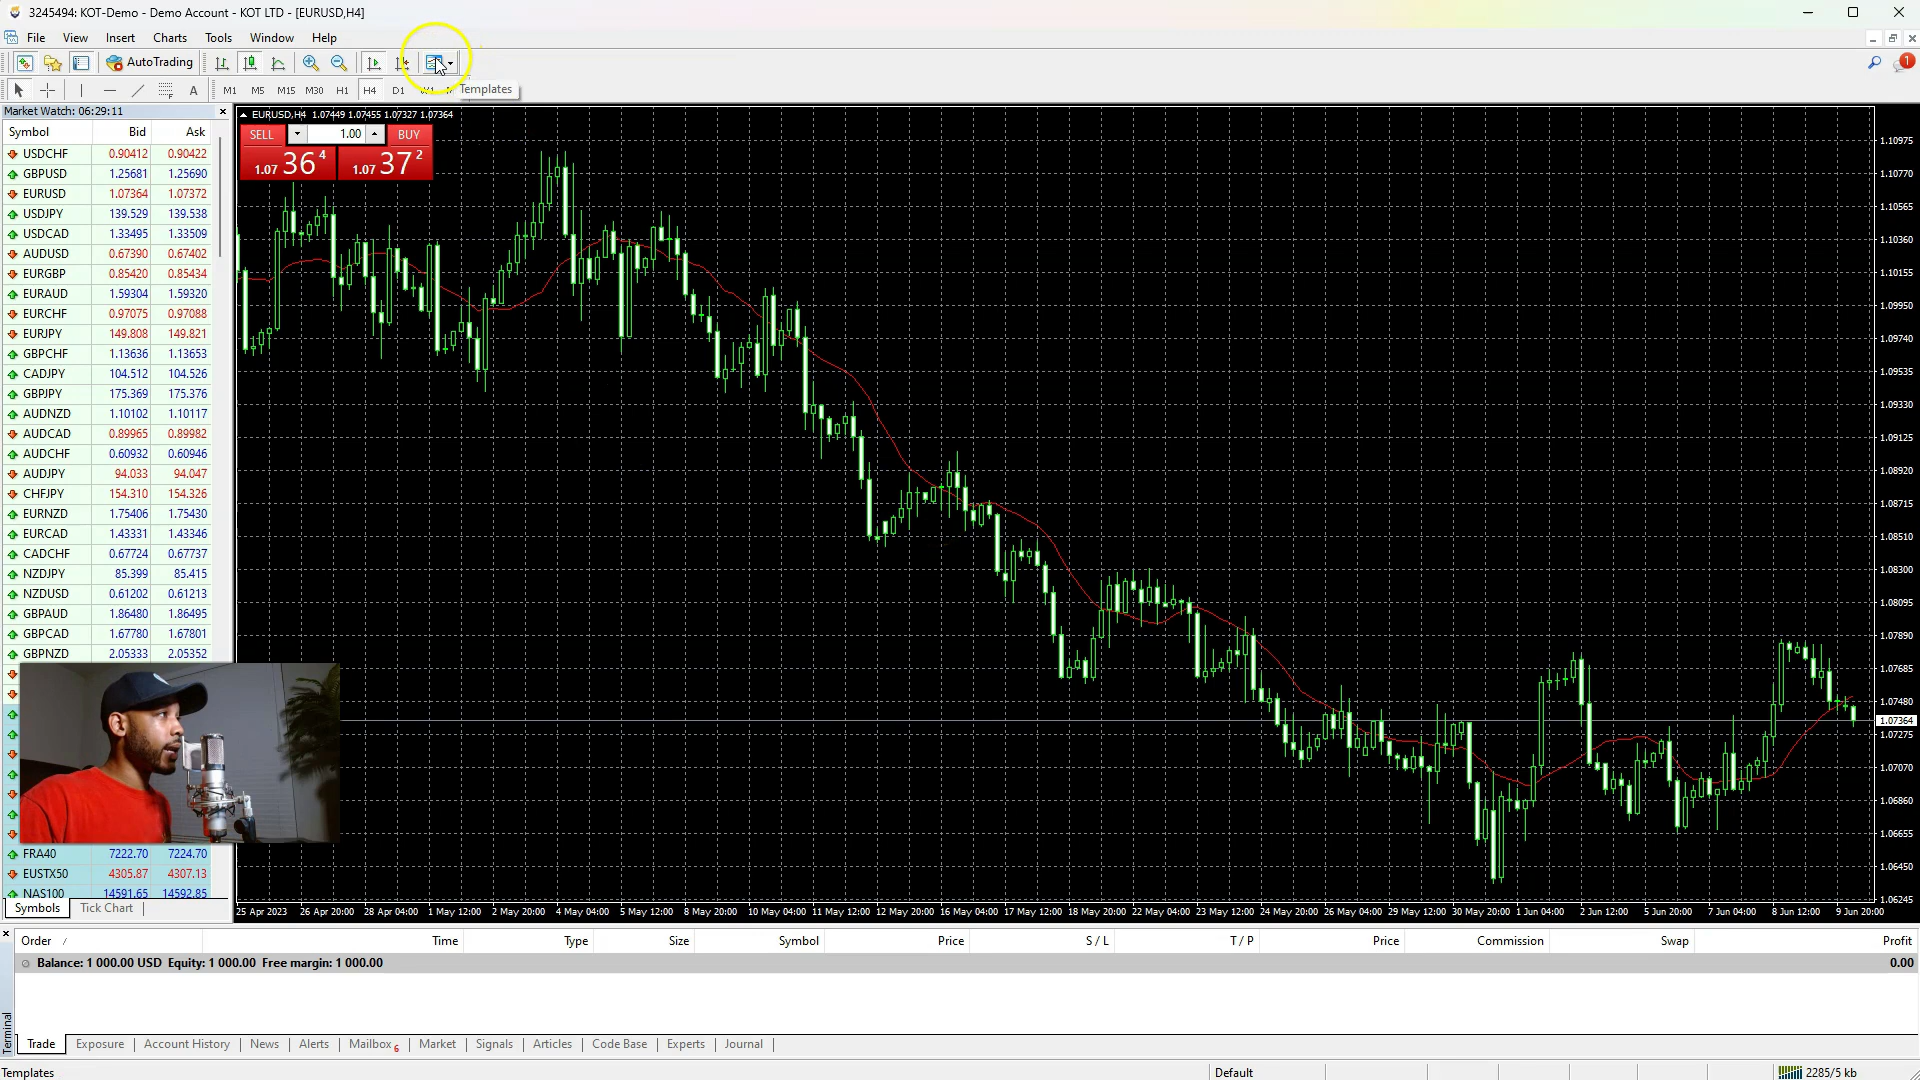 3245494: KOT-Demo - Demo Account - KOT LTD - [EURUSD,H4]
File View Insert Charts Tools Window Help
AutoTrading
1
A M1 M5 M15 M30 H1 H4 D1 W1
Templates
Market Watch: 06:29:11
Symbol Bid Ask
USDCHF 0.90412 0.90422
GBPUSD 1.25681 1.25690
EURUSD 1.07364 1.07372
USDJPY 139.529 139.538
USDCAD 1.33495 1.33509
AUDUSD 0.67390 0.67402
EURGBP 0.85420 0.85434
EURAUD 1.59304 1.59320
EURCHF 0.97075 0.97088
EURJPY 149.808 149.821
GBPCHF 1.13636 1.13653
CADJPY 104.512 104.526
GBPJPY 175.369 175.376
AUDNZD 1.10102 1.10117
AUDCAD 0.89965 0.89982
AUDCHF 0.60932 0.60946
AUDJPY 94.033 94.047
CHFJPY 154.310 154.326
EURNZD 1.75406 1.75430
EURCAD 1.43331 1.43346
CADCHF 0.67724 0.67737
NZDJPY 85.399 85.415
NZDUSD 0.61202 0.61213
GBPAUD 1.86480 1.86495
GBPCAD 1.67780 1.67801
GBPNZD 2.05333 2.05352
FRA40 7222.70 7224.70
EUSTX50 4305.87 4307.13
NAS100 14591.65 14592.85
Symbols Tick Chart
EURUSD,H4 1.07449 1.07455 1.07327 1.07364
SELL 1.00 BUY
1.07 36 4 1.07 37 2
1.10975
1.10770
1.10565
1.10360
1.10155
1.09950
1.09740
1.09535
1.09330
1.09125
1.08920
1.08715
1.08510
1.08300
1.08095
1.07890
1.07685
1.07480
1.07364
1.07275
1.07070
1.06860
1.06655
1.06450
1.06245
25 Apr 2023 26 Apr 20:00 28 Apr 04:00 1 May 12:00 2 May 20:00 4 May 04:00 5 May 12:00 8 May 20:00 10 May 04:00 11 May 12:00 12 May 20:00 16 May 04:00 17 May 12:00 18 May 20:00 22 May 04:00 23 May 12:00 24 May 20:00 26 May 04:00 29 May 12:00 30 May 20:00 1 Jun 04:00 2 Jun 12:00 5 Jun 20:00 7 Jun 04:00 8 Jun 12:00 9 Jun 20:00
Order / Time Type Size Symbol Price S / L T / P Price Commission Swap Profit
Balance: 1 000.00 USD Equity: 1 000.00 Free margin: 1 000.00 0.00
Terminal
Trade Exposure Account History News Alerts Mailbox 6 Market Signals Articles Code Base Experts Journal
Templates Default 2285/5 kb